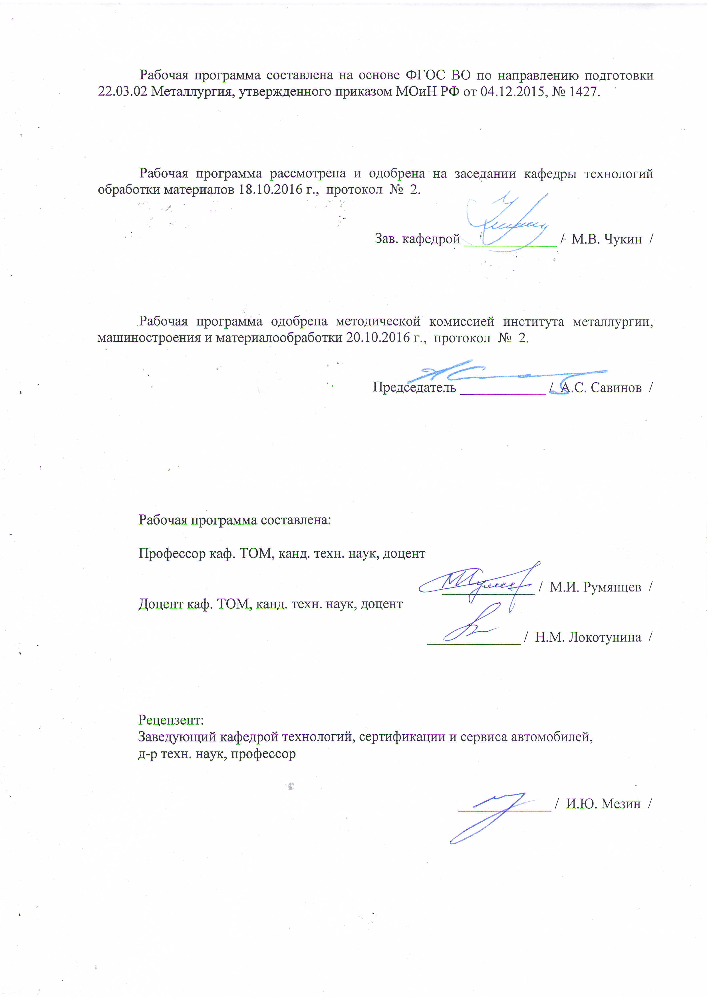 Рабочая программа составлена на основе ФГОС ВО по направлению подготовки
22.03.02 Металлургия, утвержденного приказом МОиН РФ от 04.12.2015, № 1427.
Рабочая программа рассмотрена и одобрена на заседании кафедры технологий
обработки материалов 18.10.2016 г., протокол № 2.
Зав. кафедрой _____________ / М.В. Чукин /
Рабочая программа одобрена методической комиссией института металлургии,
машиностроения и материалообработки 20.10.2016 г., протокол № 2.
Председатель ____________ / А.С. Савинов /
Рабочая программа составлена:
Профессор каф. ТОМ, канд. техн. наук, доцент
_____________ / М.И. Румянцев /
Доцент каф. ТОМ, канд. техн. наук, доцент
_____________ / Н.М. Локотунина /
Рецензент:
Заведующий кафедрой технологий, сертификации и сервиса автомобилей,
д-р техн. наук, профессор
_____________ / И.Ю. Мезин /